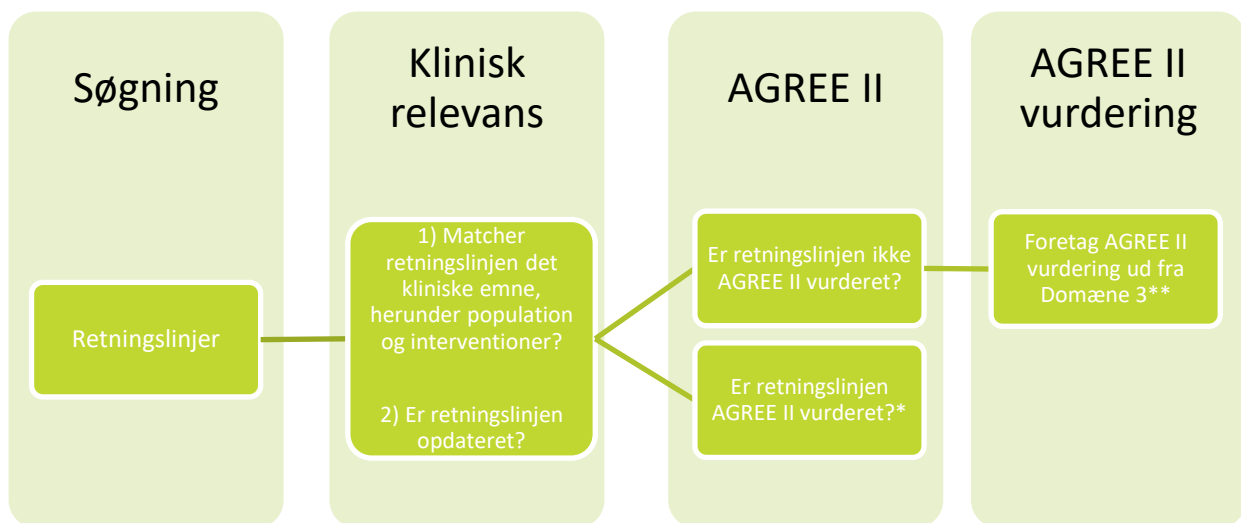 Søgning
Klinisk
relevans
AGREE II
AGREE II
vurdering
Retningslinjer
1) Matcher
retningslinjen det
kliniske emne,
herunder population
og interventioner?
2) Er retningslinjen
opdateret?
Er retningslinjen ikke
AGREE II vurderet?
Er retningslinjen
AGREE II vurderet?*
Foretag AGREE II
vurdering ud fra
Domæne 3**